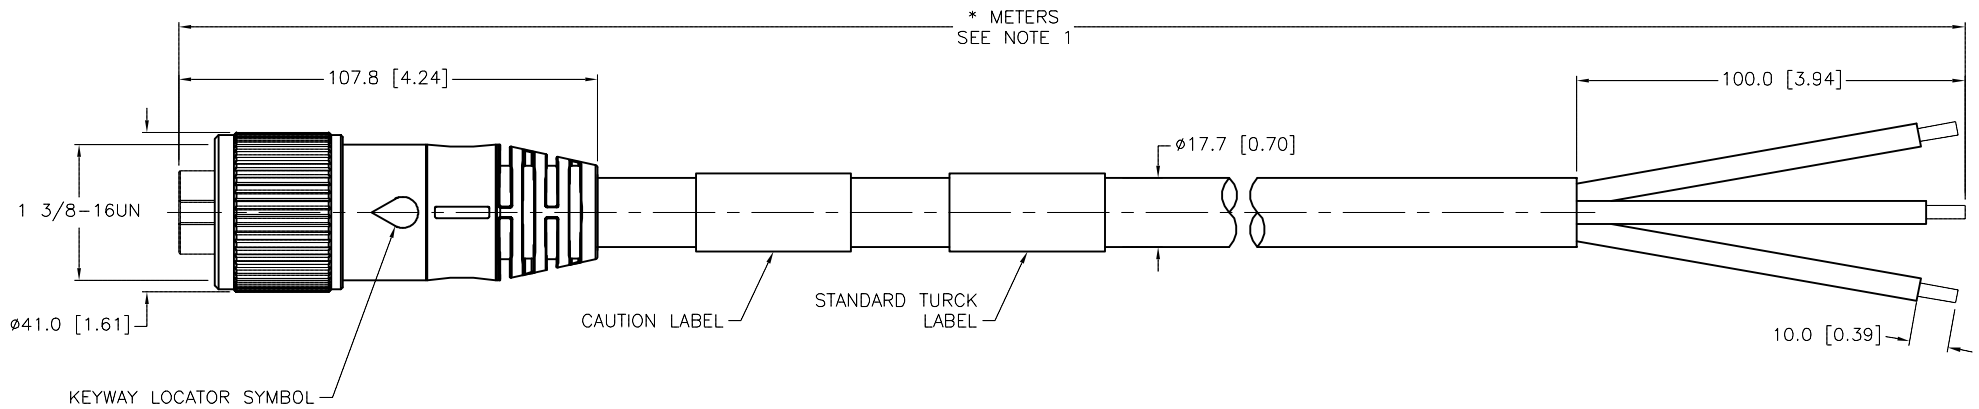 * METERS
SEE NOTE 1
107.8 [4.24]
100.0 [3.94]
ø17.7 [0.70]
1 3/8-16UN
ø41.0 [1.61]
CAUTION LABEL
STANDARD TURCK
LABEL
10.0 [0.39]
KEYWAY LOCATOR SYMBOL